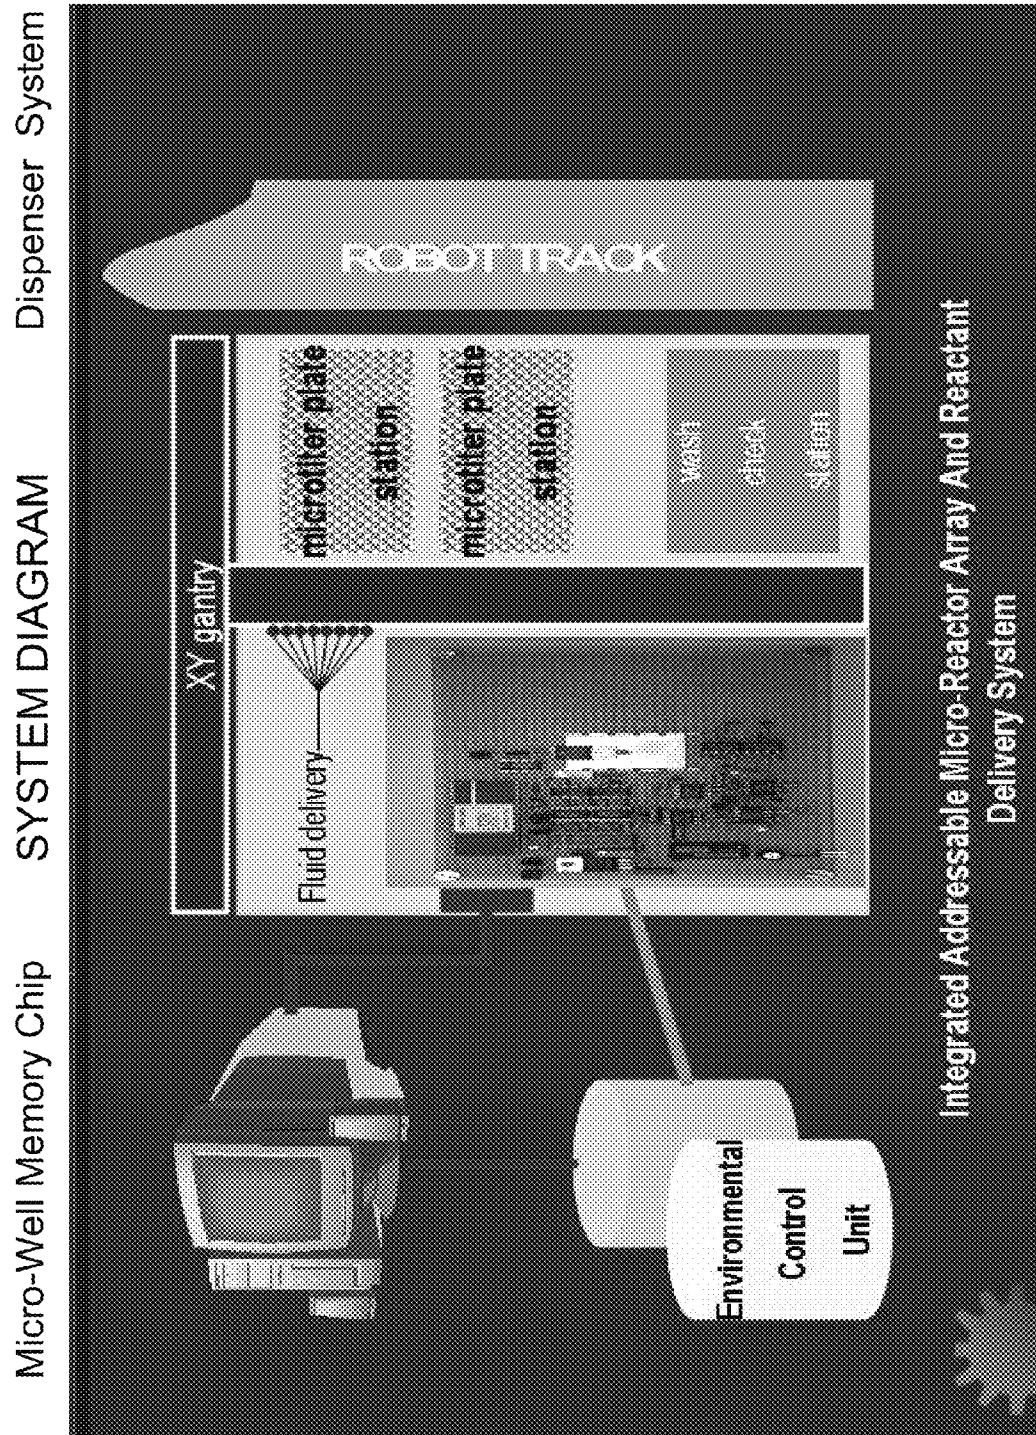 Micro-Well Memory Chip SYSTEM DIAGRAM Dispenser System
XY gantry
Fluid delivery
microtiter plate
station
microtiter plate
station
wash
check
station
ROBOT TRACK
Environmental
Control
Unit
Integrated Addressable Micro-Reactor Array And Reactant
Delivery System